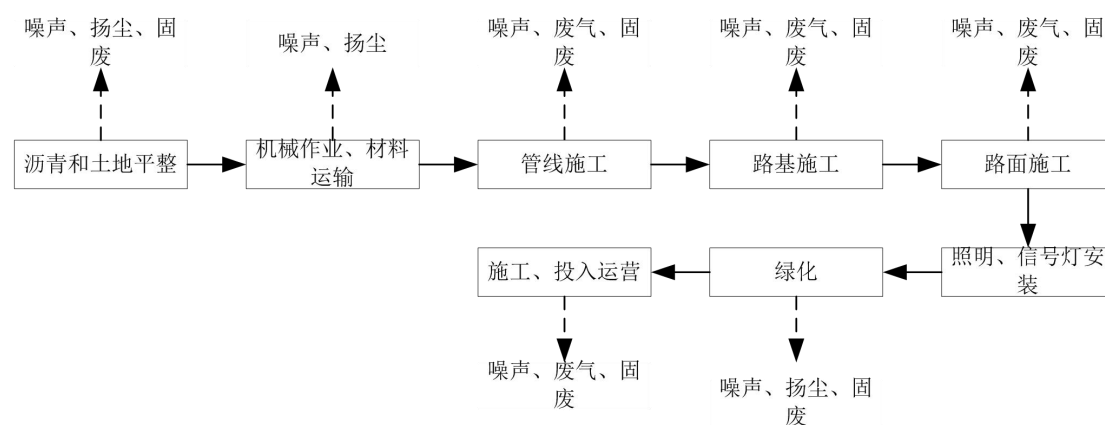 噪声、扬尘、固
废
噪声、扬尘
噪声、废气、固
废
噪声、废气、固
废
噪声、废气、固
废
沥青和土地平整
机械作业、材料
运输
管线施工
路基施工
路面施工
施工、投入运营
绿化
照明、信号灯安
装
噪声、废气、固
废
噪声、扬尘、固
废